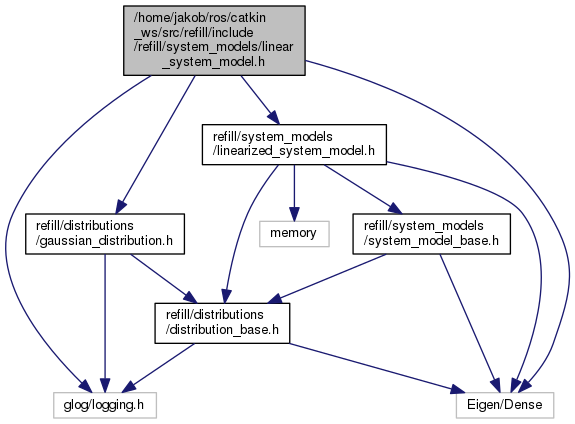 /home/jakob/ros/catkin
_ws/src/refill/include
/refill/system_models/linear
_system_model.h
refill/system_models
/linearized_system_model.h
refill/distributions
/gaussian_distribution.h
memory
refill/system_models
/system_model_base.h
refill/distributions
/distribution_base.h
glog/logging.h
Eigen/Dense